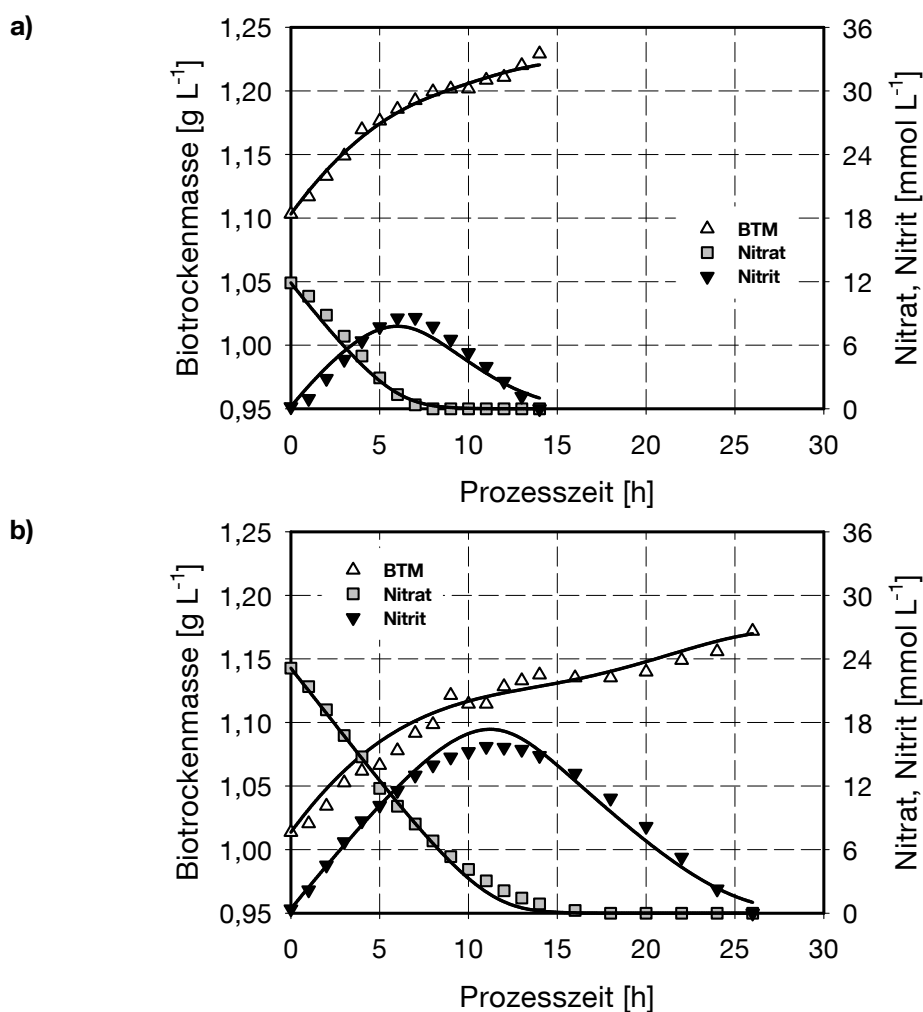 a)
Biotrockenmasse [g L-1]
1,25
1,20
1,15
1,10
1,05
1,00
0,95
36
30
24
18
12
6
0
Nitrat, Nitrit [mmol L-1]
BTM
Nitrat
Nitrit
0 5 10 15 20 25 30
Prozesszeit [h]
b)
Biotrockenmasse [g L-1]
1,25
1,20
1,15
1,10
1,05
1,00
0,95
36
30
24
18
12
6
0
Nitrat, Nitrit [mmol L-1]
BTM
Nitrat
Nitrit
0 5 10 15 20 25 30
Prozesszeit [h]